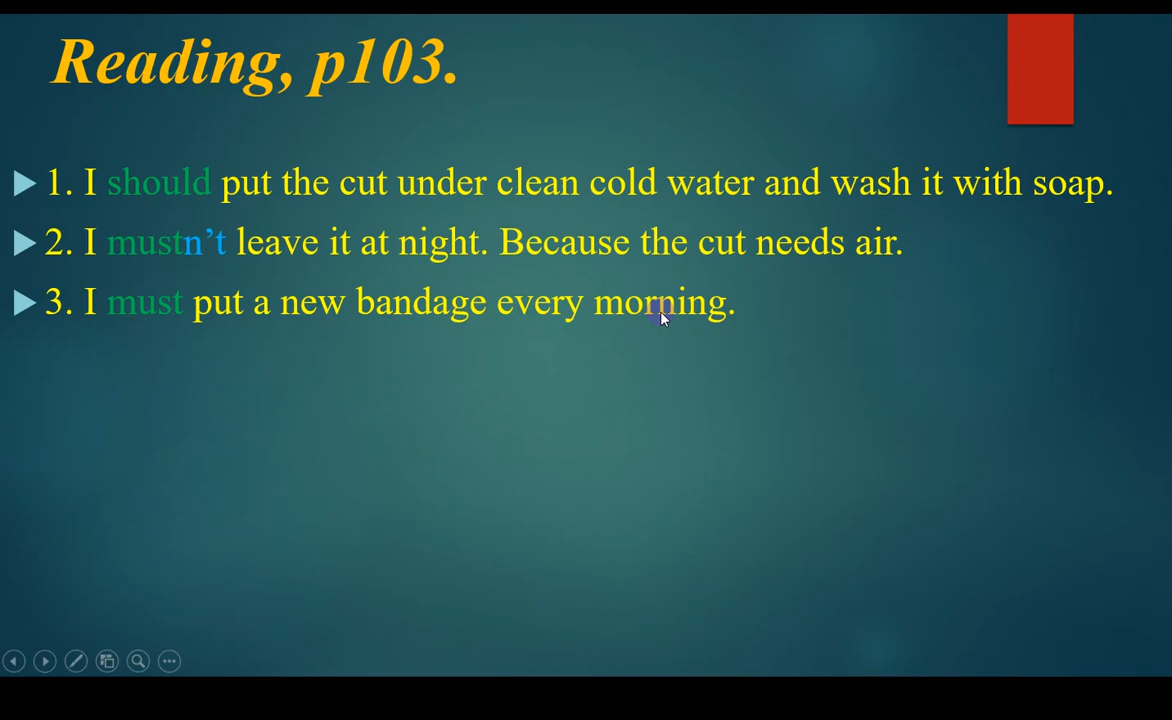 Reading, p103.
1. I should put the cut under clean cold water and wash it with soap.
2. I mustn’t leave it at night. Because the cut needs air.
3. I must put a new bandage every morning.